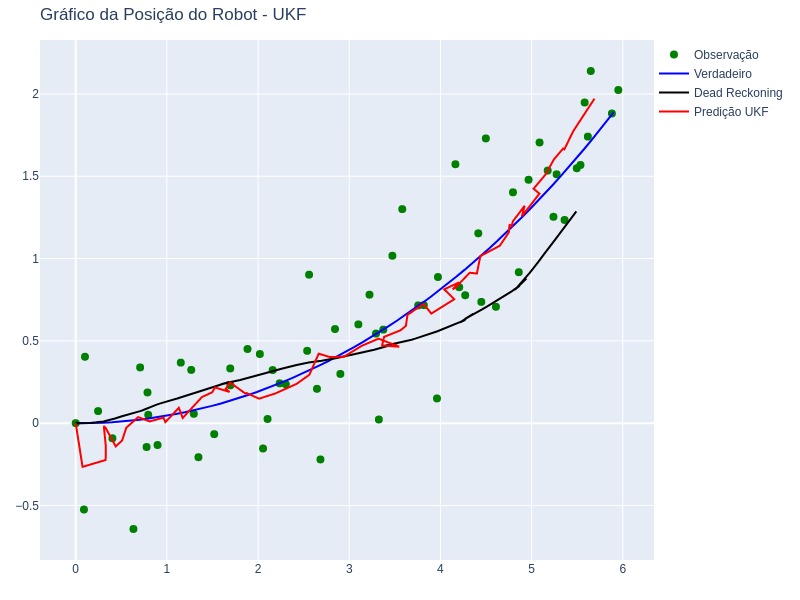 Gráfico da Posição do Robot - UKF
Observação
Verdadeiro
Dead Reckoning
Predição UKF
2
1.5
1
0.5
0
−0.5
0 1 2 3 4 5 6